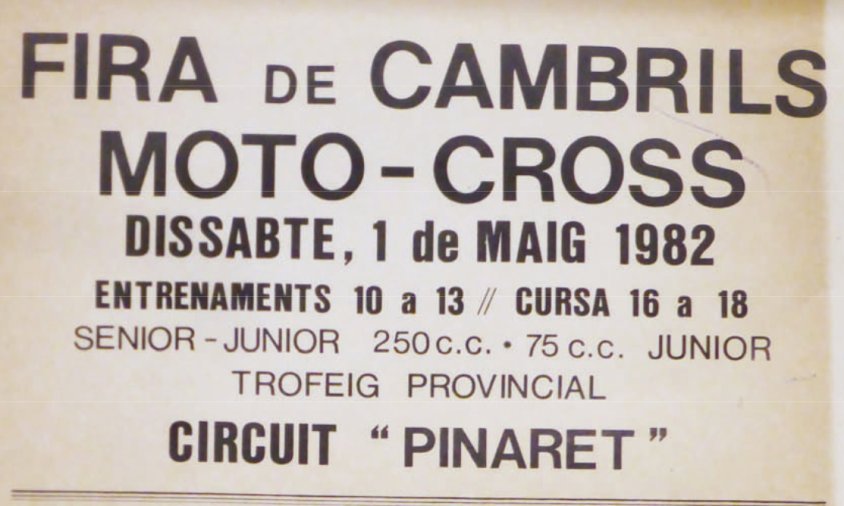 FIRA DE CAMBRILS
MOTO-CROSS
DISSABTE, 1 de MAIG 1982
ENTRENAMENTS 10 a 13 // CURSA 16 a 18
SENIOR-JUNIOR 250 c.c. • 75 c.c. JUNIOR
TROFEIG PROVINCIAL
CIRCUIT “PINARET”